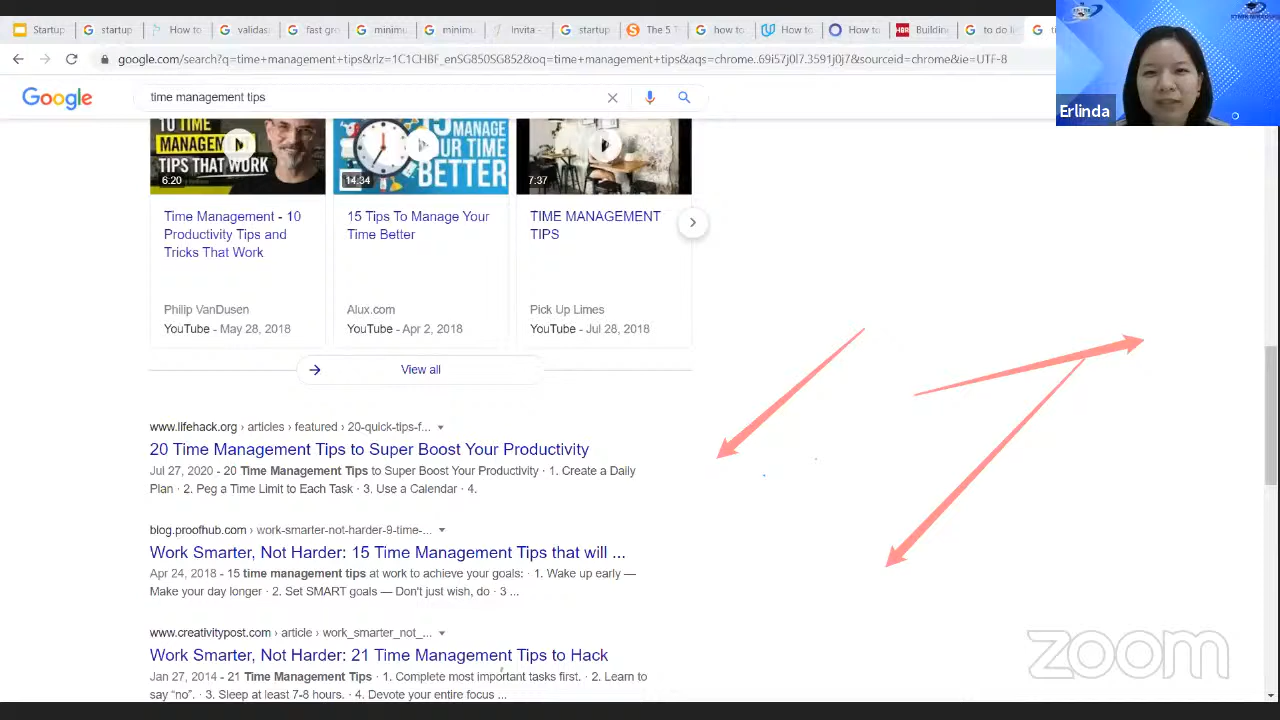 Startup
startup
How to
validas
fast gro
minimu
minimu
Invita -
startup
The 5
how to
How to
How to
HBR Buildin
to do li
google.com/search?q=time+management+tips&rlz=1C1CHBF_enSG850SG852&oq=time+management+tips&aqs=chrome..69i57j0l7.3591j0j7&sourceid=chrome&ie=UTF-8
Google
time management tips
Erlinda
10 TIME
MANAGEMENT
TIPS THAT WORK
6:20
15 MANAGE
YOUR TIME
BETTER
14:34
7:37
Time Management - 10
Productivity Tips and
Tricks That Work
Philip VanDusen
YouTube - May 28, 2018
15 Tips To Manage Your
Time Better
Alux.com
YouTube - Apr 2, 2018
TIME MANAGEMENT
TIPS
Pick Up Limes
YouTube - Jul 28, 2018
View all
www.lifehack.org › articles › featured › 20-quick-tips-f...
20 Time Management Tips to Super Boost Your Productivity
Jul 27, 2020 - 20 Time Management Tips to Super Boost Your Productivity · 1. Create a Daily
Plan · 2. Peg a Time Limit to Each Task · 3. Use a Calendar · 4.
blog.proofhub.com › work-smarter-not-harder-9-time-...
Work Smarter, Not Harder: 15 Time Management Tips that will ...
Apr 24, 2018 - 15 time management tips at work to achieve your goals: · 1. Wake up early —
Make your day longer · 2. Set SMART goals — Don't just wish, do · 3 ...
www.creativitypost.com › article › work_smarter_not_...
Work Smarter, Not Harder: 21 Time Management Tips to Hack
Jan 27, 2014 - 21 Time Management Tips · 1. Complete most important tasks first. · 2. Learn to
say “no”. · 3. Sleep at least 7-8 hours. · 4. Devote your entire focus ...
zoom